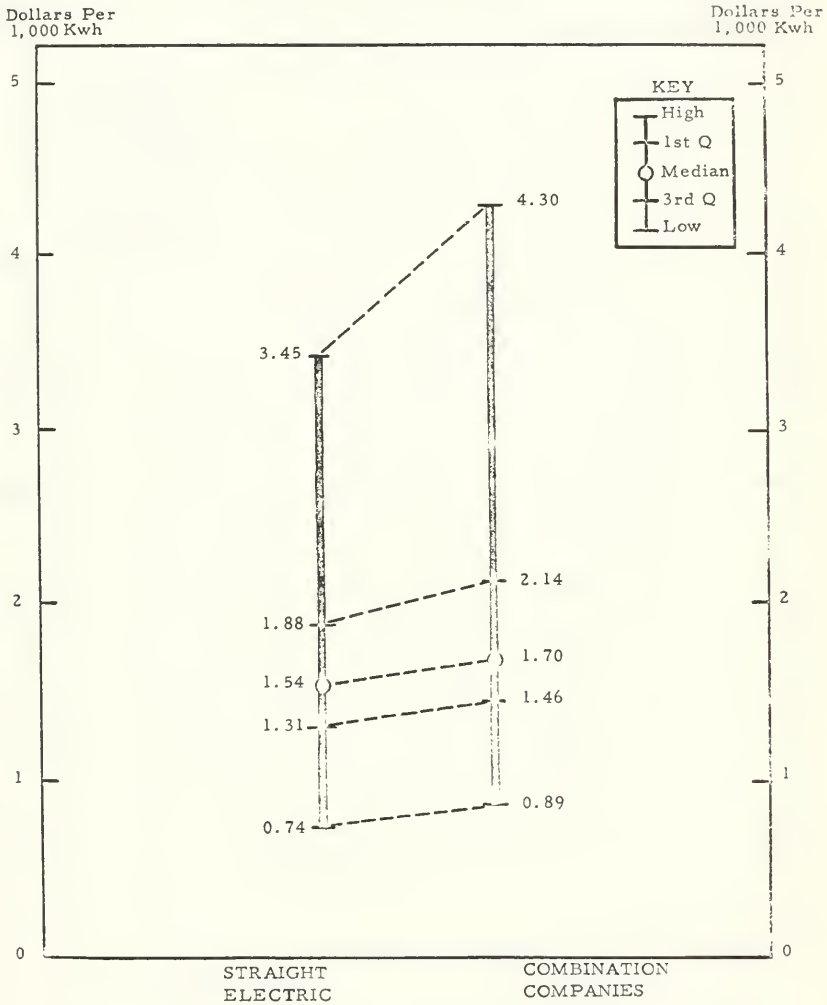 Dollars Per
1,000 Kwh
Dollars Per
1,000 Kwh
5
5
KEY
High
1st Q
Median
3rd Q
Low
4.30
4
4
3.45
3
3
2.14
2
2
1.88
1.70
1.54
1.46
1.31
1
1
0.89
0.74
0
0
STRAIGHT
ELECTRIC
COMBINATION
COMPANIES